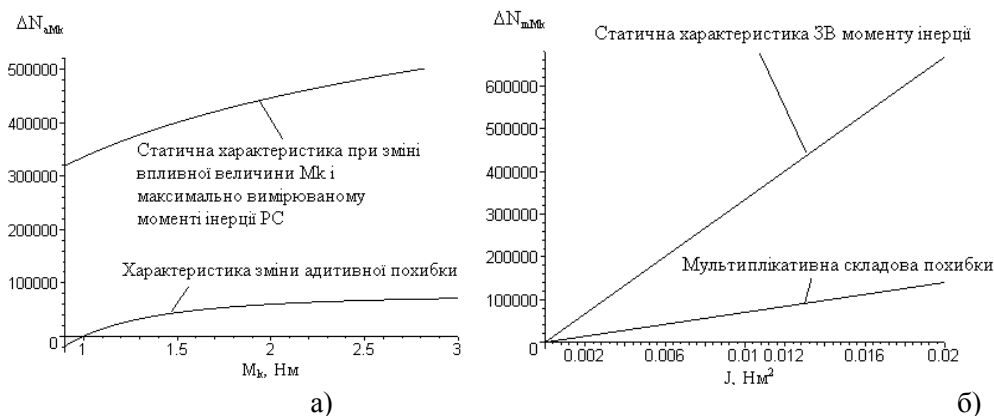 ΔN_aMk
500000
400000
300000
200000
100000
0
1
1.5
2
2.5
3
M_k, Нм
Статична характеристика при зміні
впливної величини Mk і
максимально вимірюваному
моменті інерції РС
Характеристика зміни адитивної похибки
а)
ΔN_mMk
600000
500000
400000
300000
200000
100000
0
0.002
0.006
0.01
0.012
0.016
0.02
J, Нм²
Статична характеристика ЗВ моменту інерції
Мультиплікативна складова похибки
б)